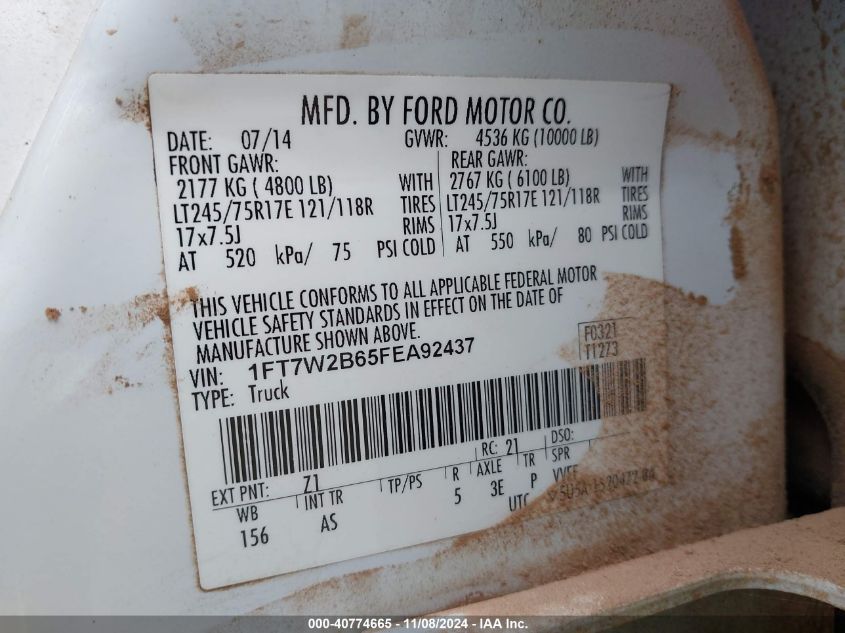 MFD. BY FORD MOTOR CO.
DATE: 07/14 GVWR: 4536 KG (10000 LB)
FRONT GAWR: REAR GAWR:
2177 KG ( 4800 LB) WITH 2767 KG ( 6100 LB) WITH
LT245/75R17E 121/118R TIRES LT245/75R17E 121/118R TIRES
17x7.5J RIMS 17x7.5J RIMS
AT 520 kPa/ 75 PSI COLD AT 550 kPa/ 80 PSI COLD
THIS VEHICLE CONFORMS TO ALL APPLICABLE FEDERAL MOTOR
VEHICLE SAFETY STANDARDS IN EFFECT ON THE DATE OF
MANUFACTURE SHOWN ABOVE.
F0321
T1273
VIN: 1FT7W2B65FEA92437
TYPE: Truck
EXT PNT: Z1 RC: 21 DSO:
WB INT TR TP/PS R AXLE TR SPR
156 AS 5 3E P
UTC
000-40774665 - 11/08/2024 - IAA Inc.